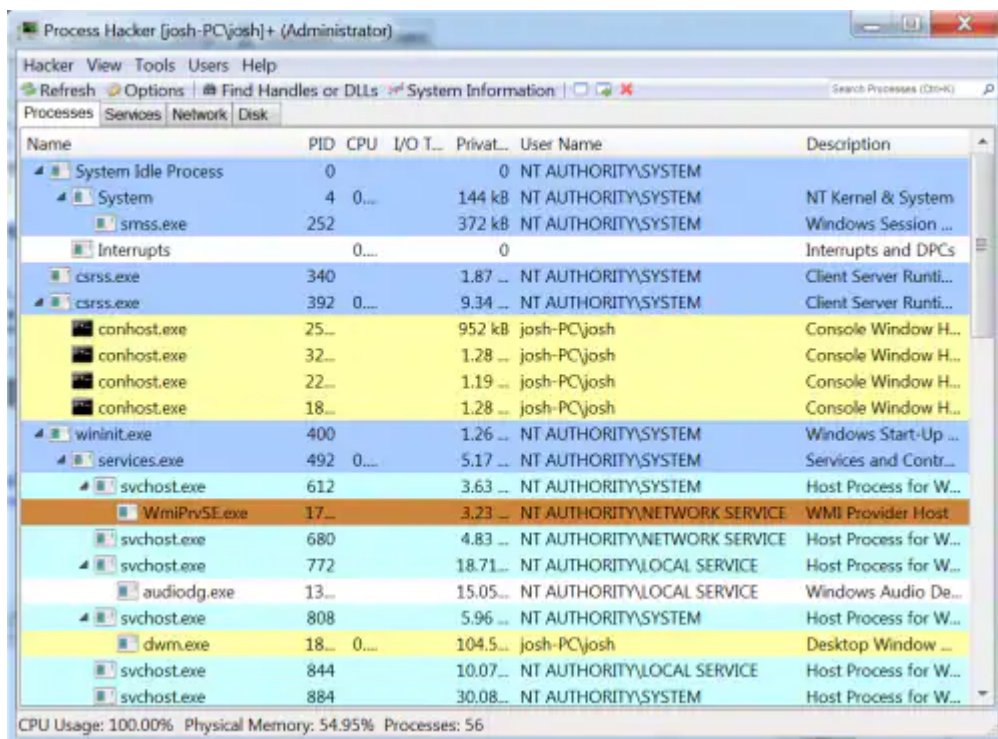 Process Hacker [josh-PC\josh]+ (Administrator)
Hacker View Tools Users Help
Refresh Options Find Handles or DLLs System Information Search Processes (Ctrl+K)
Processes Services Network Disk
Name PID CPU I/O T... Privat... User Name Description
System Idle Process 0 0 NT AUTHORITY\SYSTEM
System 4 0.... 144 kB NT AUTHORITY\SYSTEM NT Kernel & System
smss.exe 252 372 kB NT AUTHORITY\SYSTEM Windows Session ...
Interrupts 0.... 0 Interrupts and DPCs
csrss.exe 340 1.87 ... NT AUTHORITY\SYSTEM Client Server Runti...
csrss.exe 392 0.... 9.34 ... NT AUTHORITY\SYSTEM Client Server Runti...
conhost.exe 25... 952 kB josh-PC\josh Console Window H...
conhost.exe 32... 1.28 ... josh-PC\josh Console Window H...
conhost.exe 22... 1.19 ... josh-PC\josh Console Window H...
conhost.exe 18... 1.28 ... josh-PC\josh Console Window H...
wininit.exe 400 1.26 ... NT AUTHORITY\SYSTEM Windows Start-Up ...
services.exe 492 0.... 5.17 ... NT AUTHORITY\SYSTEM Services and Contr...
svchost.exe 612 3.63 ... NT AUTHORITY\SYSTEM Host Process for W...
WmiPrvSE.exe 17... 3.23 ... NT AUTHORITY\NETWORK SERVICE WMI Provider Host
svchost.exe 680 4.83 ... NT AUTHORITY\NETWORK SERVICE Host Process for W...
svchost.exe 772 18.71... NT AUTHORITY\LOCAL SERVICE Host Process for W...
audiodg.exe 13... 15.05... NT AUTHORITY\LOCAL SERVICE Windows Audio De...
svchost.exe 808 5.96 ... NT AUTHORITY\SYSTEM Host Process for W...
dwm.exe 18... 0.... 104.5... josh-PC\josh Desktop Window ...
svchost.exe 844 10.07... NT AUTHORITY\LOCAL SERVICE Host Process for W...
svchost.exe 884 30.08... NT AUTHORITY\SYSTEM Host Process for W...
CPU Usage: 100.00% Physical Memory: 54.95% Processes: 56